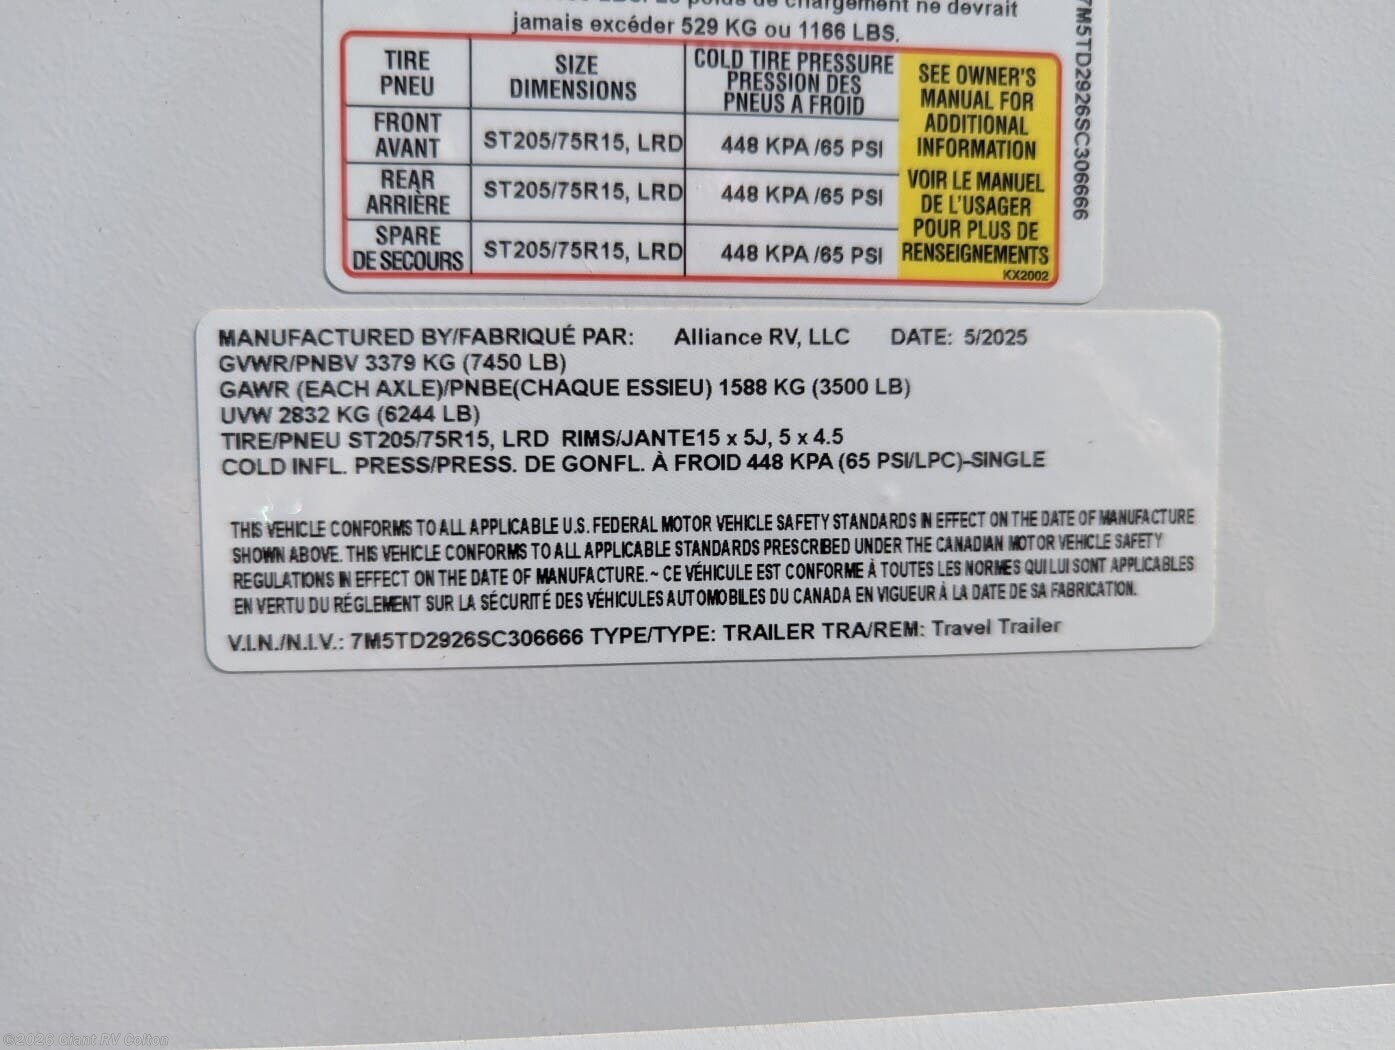 poids de chargement ne devrait
jamais excéder 529 KG ou 1166 LBS.
TIRE
PNEU
SIZE
DIMENSIONS
COLD TIRE PRESSURE
PRESSION DES
PNEUS A FROID
FRONT
AVANT
ST205/75R15, LRD
448 KPA /65 PSI
REAR
ARRIÈRE
ST205/75R15, LRD
448 KPA /65 PSI
SPARE
DE SECOURS
ST205/75R15, LRD
448 KPA /65 PSI
SEE OWNER'S
MANUAL FOR
ADDITIONAL
INFORMATION
VOIR LE MANUEL
DE L'USAGER
POUR PLUS DE
RENSEIGNEMENTS
KX2002
7M5TD2926SC306666
MANUFACTURED BY/FABRIQUÉ PAR: Alliance RV, LLC DATE: 5/2025
GVWR/PNBV 3379 KG (7450 LB)
GAWR (EACH AXLE)/PNBE(CHAQUE ESSIEU) 1588 KG (3500 LB)
UVW 2832 KG (6244 LB)
TIRE/PNEU ST205/75R15, LRD RIMS/JANTE15 x 5J, 5 x 4.5
COLD INFL. PRESS/PRESS. DE GONFL. À FROID 448 KPA (65 PSI/LPC)-SINGLE
THIS VEHICLE CONFORMS TO ALL APPLICABLE U.S. FEDERAL MOTOR VEHICLE SAFETY STANDARDS IN EFFECT ON THE DATE OF MANUFACTURE
SHOWN ABOVE. THIS VEHICLE CONFORMS TO ALL APPLICABLE STANDARDS PRESCRIBED UNDER THE CANADIAN MOTOR VEHICLE SAFETY
REGULATIONS IN EFFECT ON THE DATE OF MANUFACTURE. ~ CE VÉHICULE EST CONFORME À TOUTES LES NORMES QUI LUI SONT APPLICABLES
EN VERTU DU RÉGLEMENT SUR LA SÉCURITÉ DES VÉHICULES AUTOMOBILES DU CANADA EN VIGUEUR À LA DATE DE SA FABRICATION.
V.I.N./N.I.V.: 7M5TD2926SC306666 TYPE/TYPE: TRAILER TRA/REM: Travel Trailer
©2025 Giant RV Colton